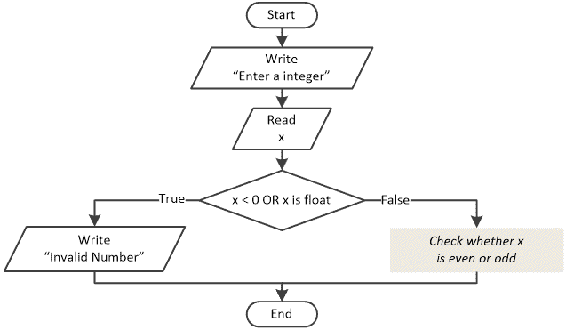 Start
Write
“Enter a integer”
Read
x
x < 0 OR x is float
True
False
Write
“Invalid Number”
Check whether x
is even or odd
End